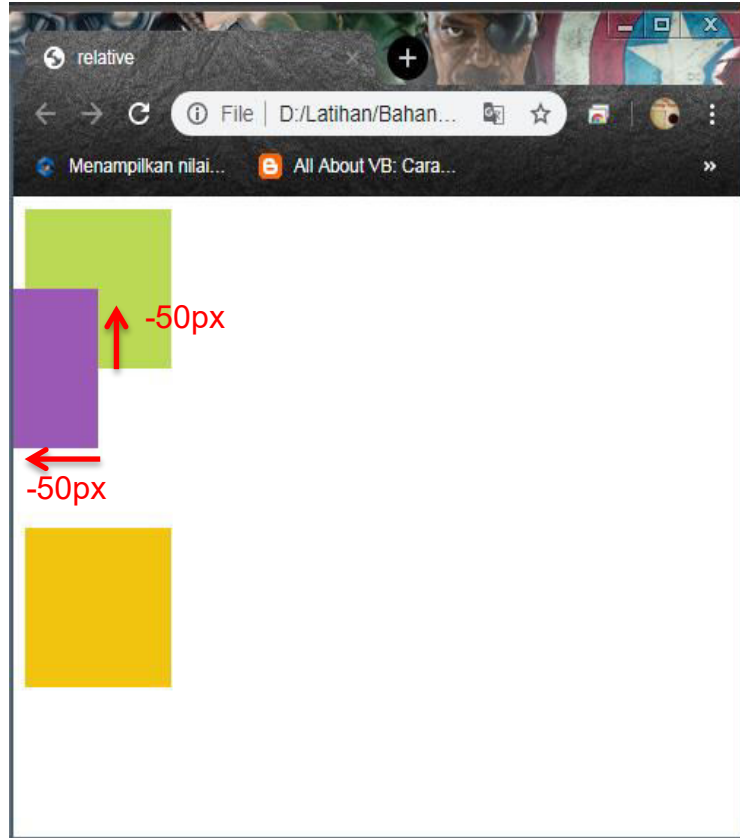 relative
File D:/Latihan/Bahan...
Menampilkan nilai... All About VB: Cara...
-50px
-50px